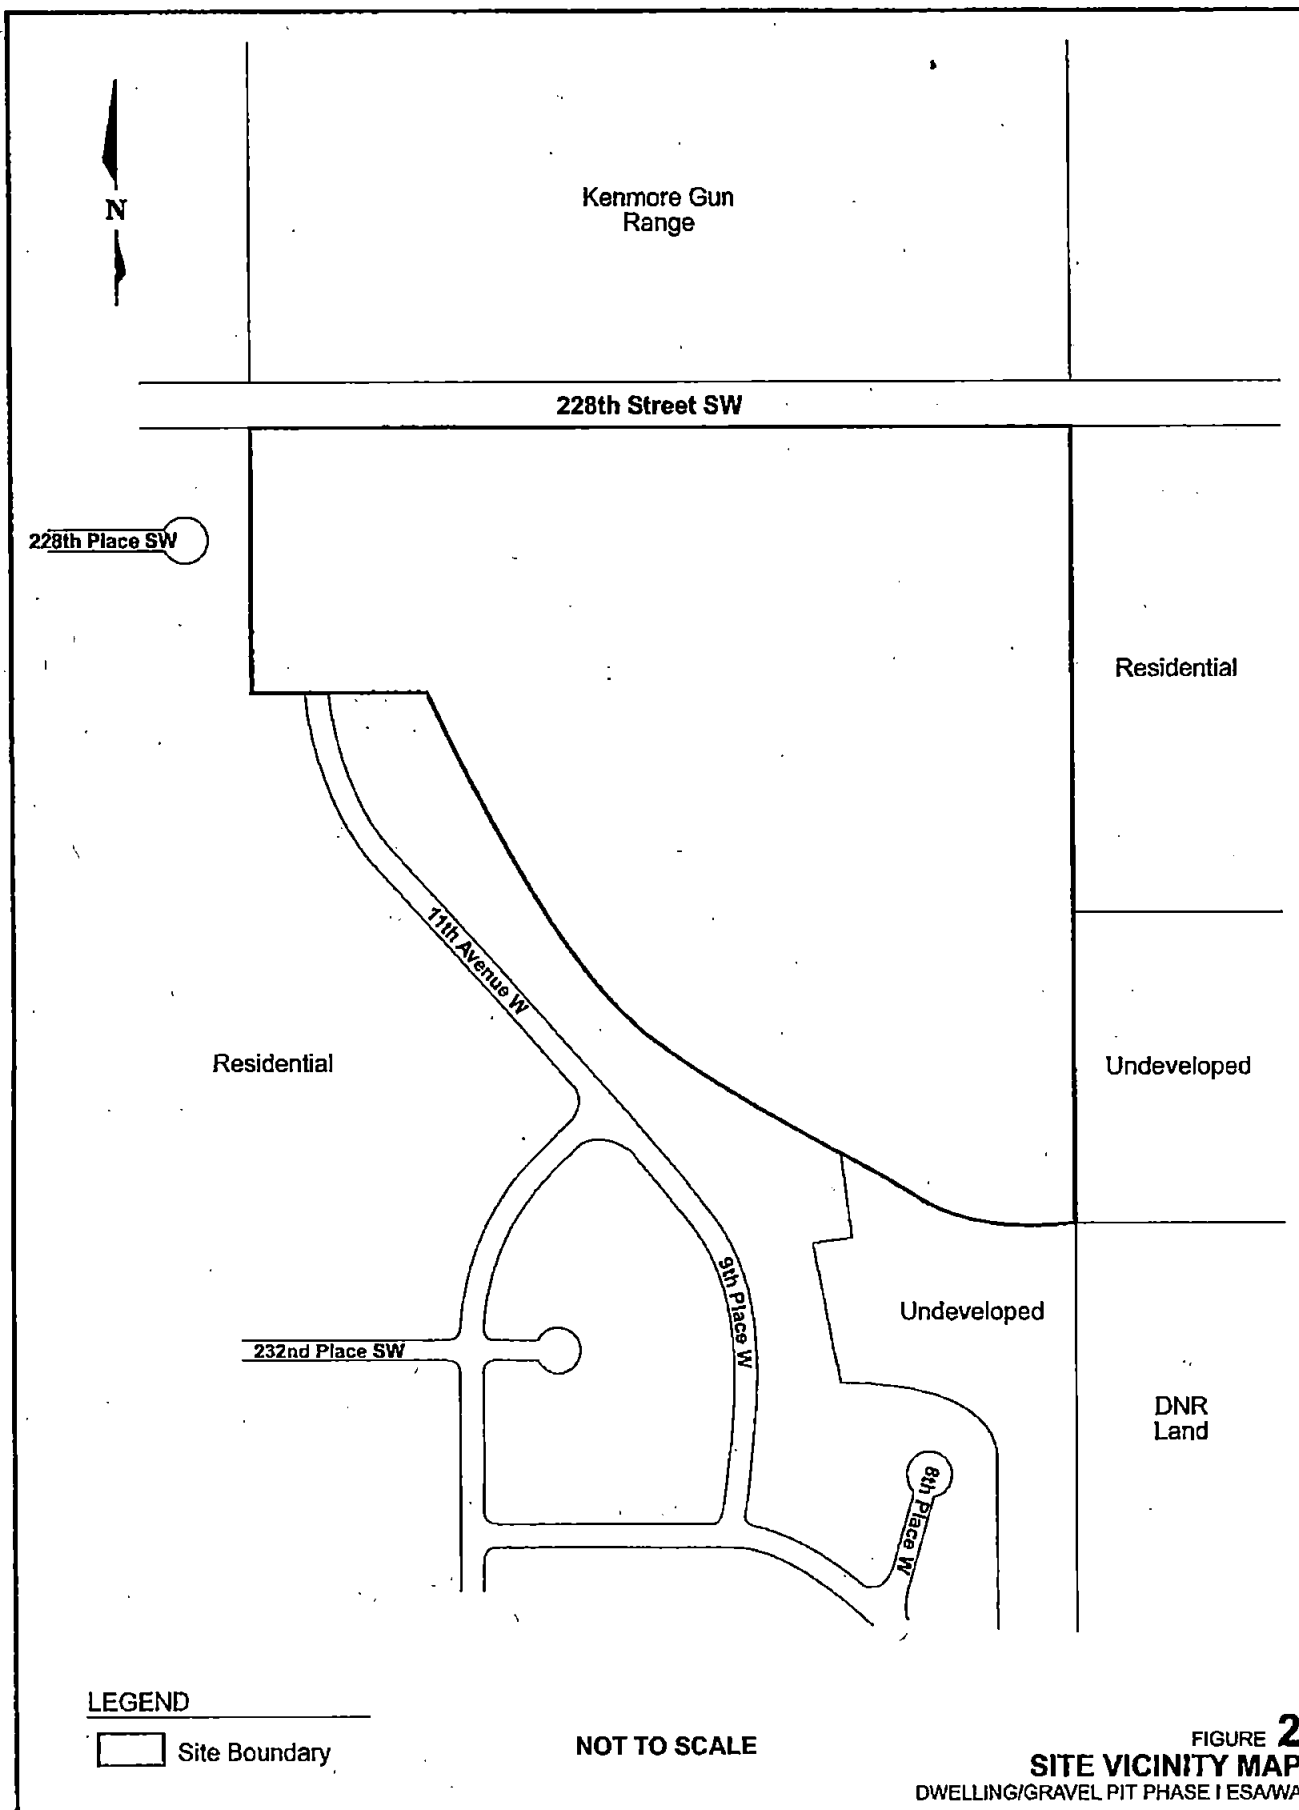 N
Kenmore Gun
Range
228th Street SW
228th Place SW
Residential
11th Avenue W
Residential
Undeveloped
9th Place W
Undeveloped
232nd Place SW
DNR
Land
8th Place W
LEGEND
Site Boundary
NOT TO SCALE
FIGURE 2
SITE VICINITY MAP
DWELLING/GRAVEL PIT PHASE I ESA/WA